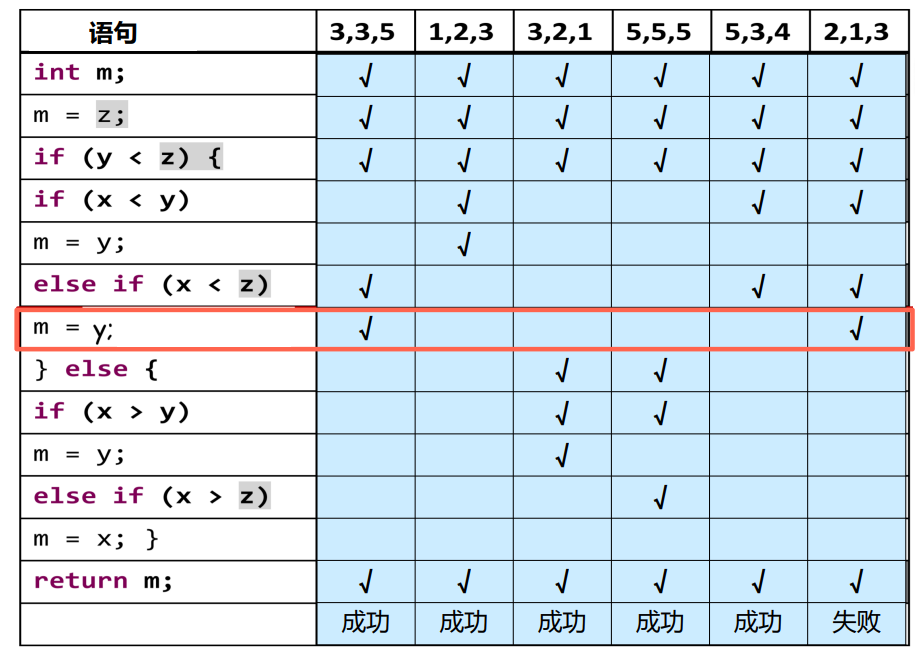 语句 3,3,5 1,2,3 3,2,1 5,5,5 5,3,4 2,1,3
int m; √ √ √ √ √ √
m = z; √ √ √ √ √ √
if (y < z) { √ √ √ √ √ √
if (x < y) √ √ √
m = y; √
else if (x < z) √ √ √
m = y; √ √
} else { √ √
if (x > y) √ √
m = y; √
else if (x > z) √
m = x; }
return m; √ √ √ √ √ √
成功 成功 成功 成功 成功 失败